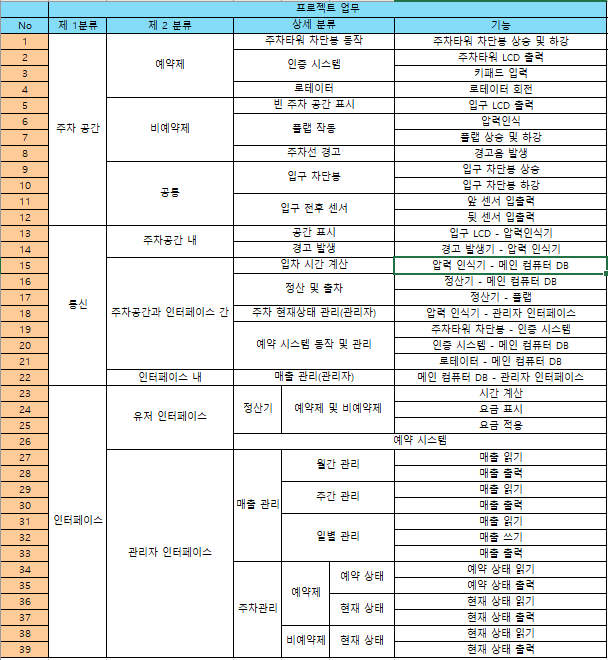 프로젝트 업무
No 제 1분류 제 2 분류 상세 분류 기능
1 주차 공간 예약제 주차타워 차단봉 동작 주차타워 차단봉 상승 및 하강
2 인증 시스템 주차타워 LCD 출력
3 키패드 입력
4 로테이터 로테이터 회전
5 비예약제 빈 주차 공간 표시 입구 LCD 출력
6 플랩 작동 압력인식
7 플랩 상승 및 하강
8 주차선 경고 경고음 발생
9 공통 입구 차단봉 입구 차단봉 상승
10 입구 차단봉 하강
11 입구 전후 센서 앞 센서 입출력
12 뒷 센서 입출력
13 통신 주차공간 내 공간 표시 입구 LCD - 압력인식기
14 경고 발생 경고 발생기 - 압력 인식기
15 주차공간과 인터페이스 간 입차 시간 계산 압력 인식기 - 메인 컴퓨터 DB
16 정산 및 출차 정산기 - 메인 컴퓨터 DB
17 정산기 - 플랩
18 주차 현재상태 관리(관리자) 압력 인식기 - 관리자 인터페이스
19 예약 시스템 동작 및 관리 주차타워 차단봉 - 인증 시스템
20 인증 시스템 - 메인 컴퓨터 DB
21 로테이터 - 메인 컴퓨터 DB
22 인터페이스 내 매출 관리(관리자) 메인 컴퓨터 DB - 관리자 인터페이스
23 인터페이스 유저 인터페이스 정산기 예약제 및 비예약제 시간 계산
24 요금 표시
25 요금 적용
26 예약 시스템
27 관리자 인터페이스 매출 관리 월간 관리 매출 읽기
28 매출 출력
29 주간 관리 매출 읽기
30 매출 출력
31 일별 관리 매출 읽기
32 매출 쓰기
33 매출 출력
34 주차관리 예약제 예약 상태 예약 상태 읽기
35 예약 상태 출력
36 현재 상태 현재 상태 읽기
37 현재 상태 출력
38 비예약제 현재 상태 현재 상태 읽기
39 현재 상태 출력